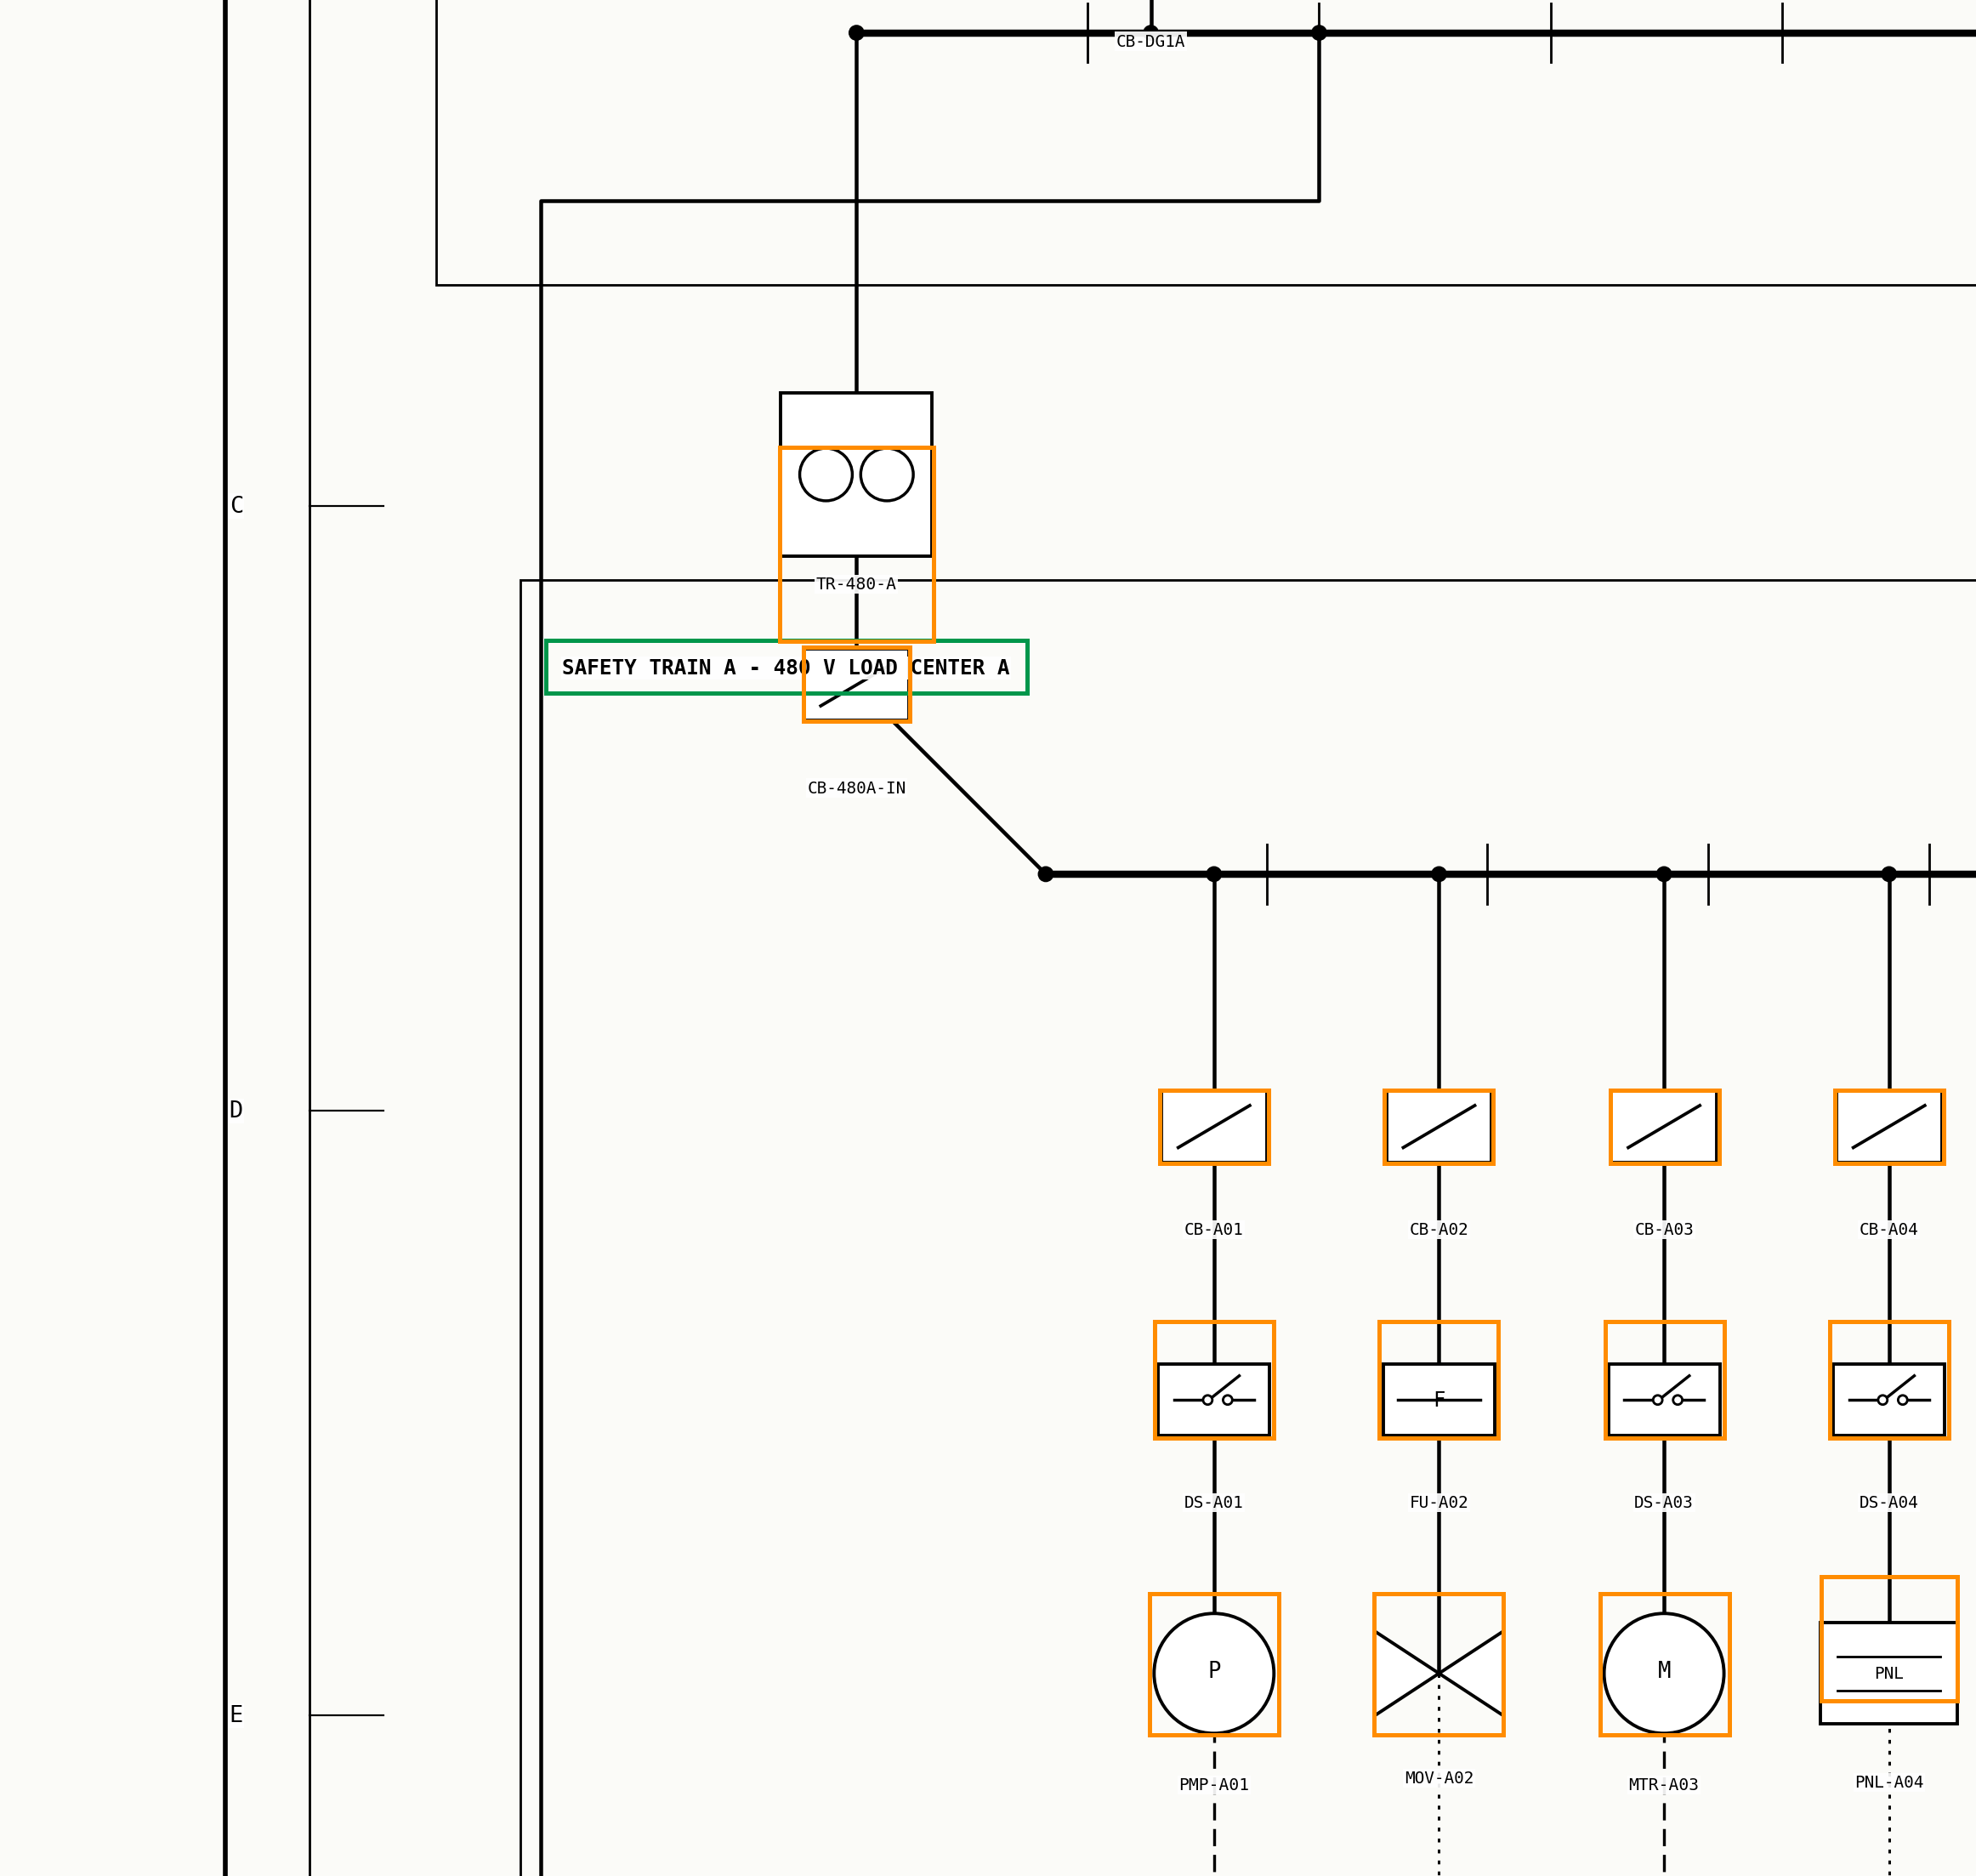 CB-DG1A
C
TR-480-A
SAFETY TRAIN A - 480 V LOAD CENTER A
CB-480A-IN
D
CB-A01 CB-A02 CB-A03 CB-A04
F
DS-A01 FU-A02 DS-A03 DS-A04
P M PNL
E
PMP-A01 MOV-A02 MTR-A03 PNL-A04